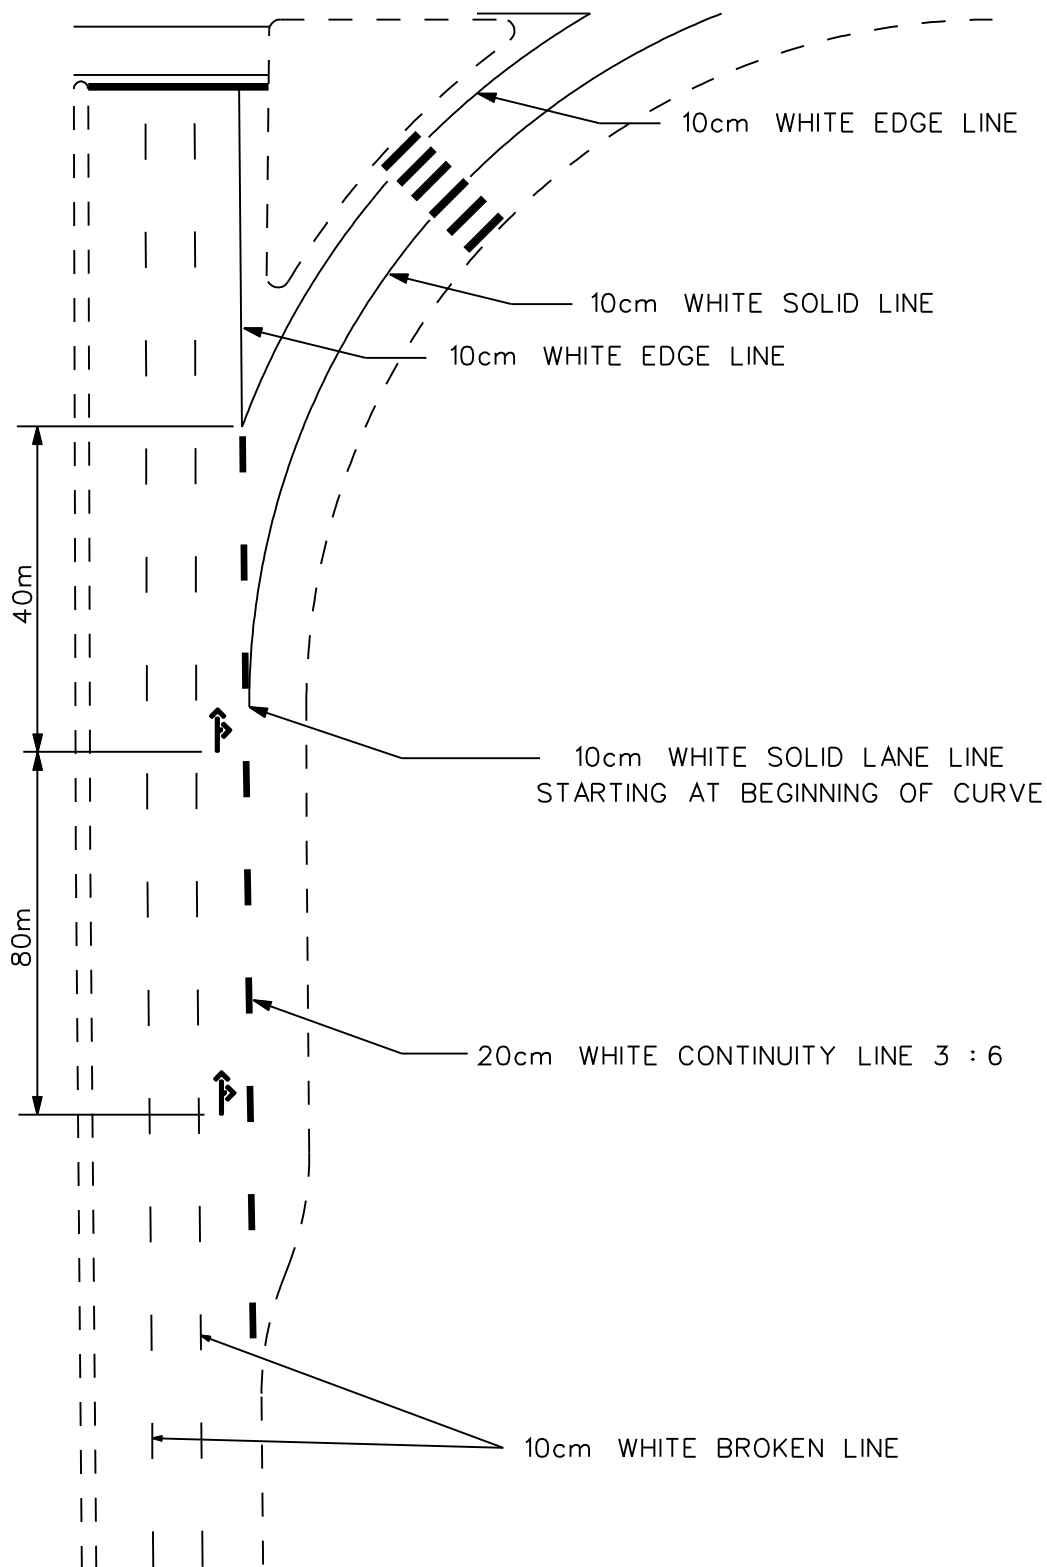 10cm WHITE EDGE LINE
10cm WHITE SOLID LINE
10cm WHITE EDGE LINE
40m
10cm WHITE SOLID LANE LINE
STARTING AT BEGINNING OF CURVE
80m
20cm WHITE CONTINUITY LINE 3 : 6
10cm WHITE BROKEN LINE